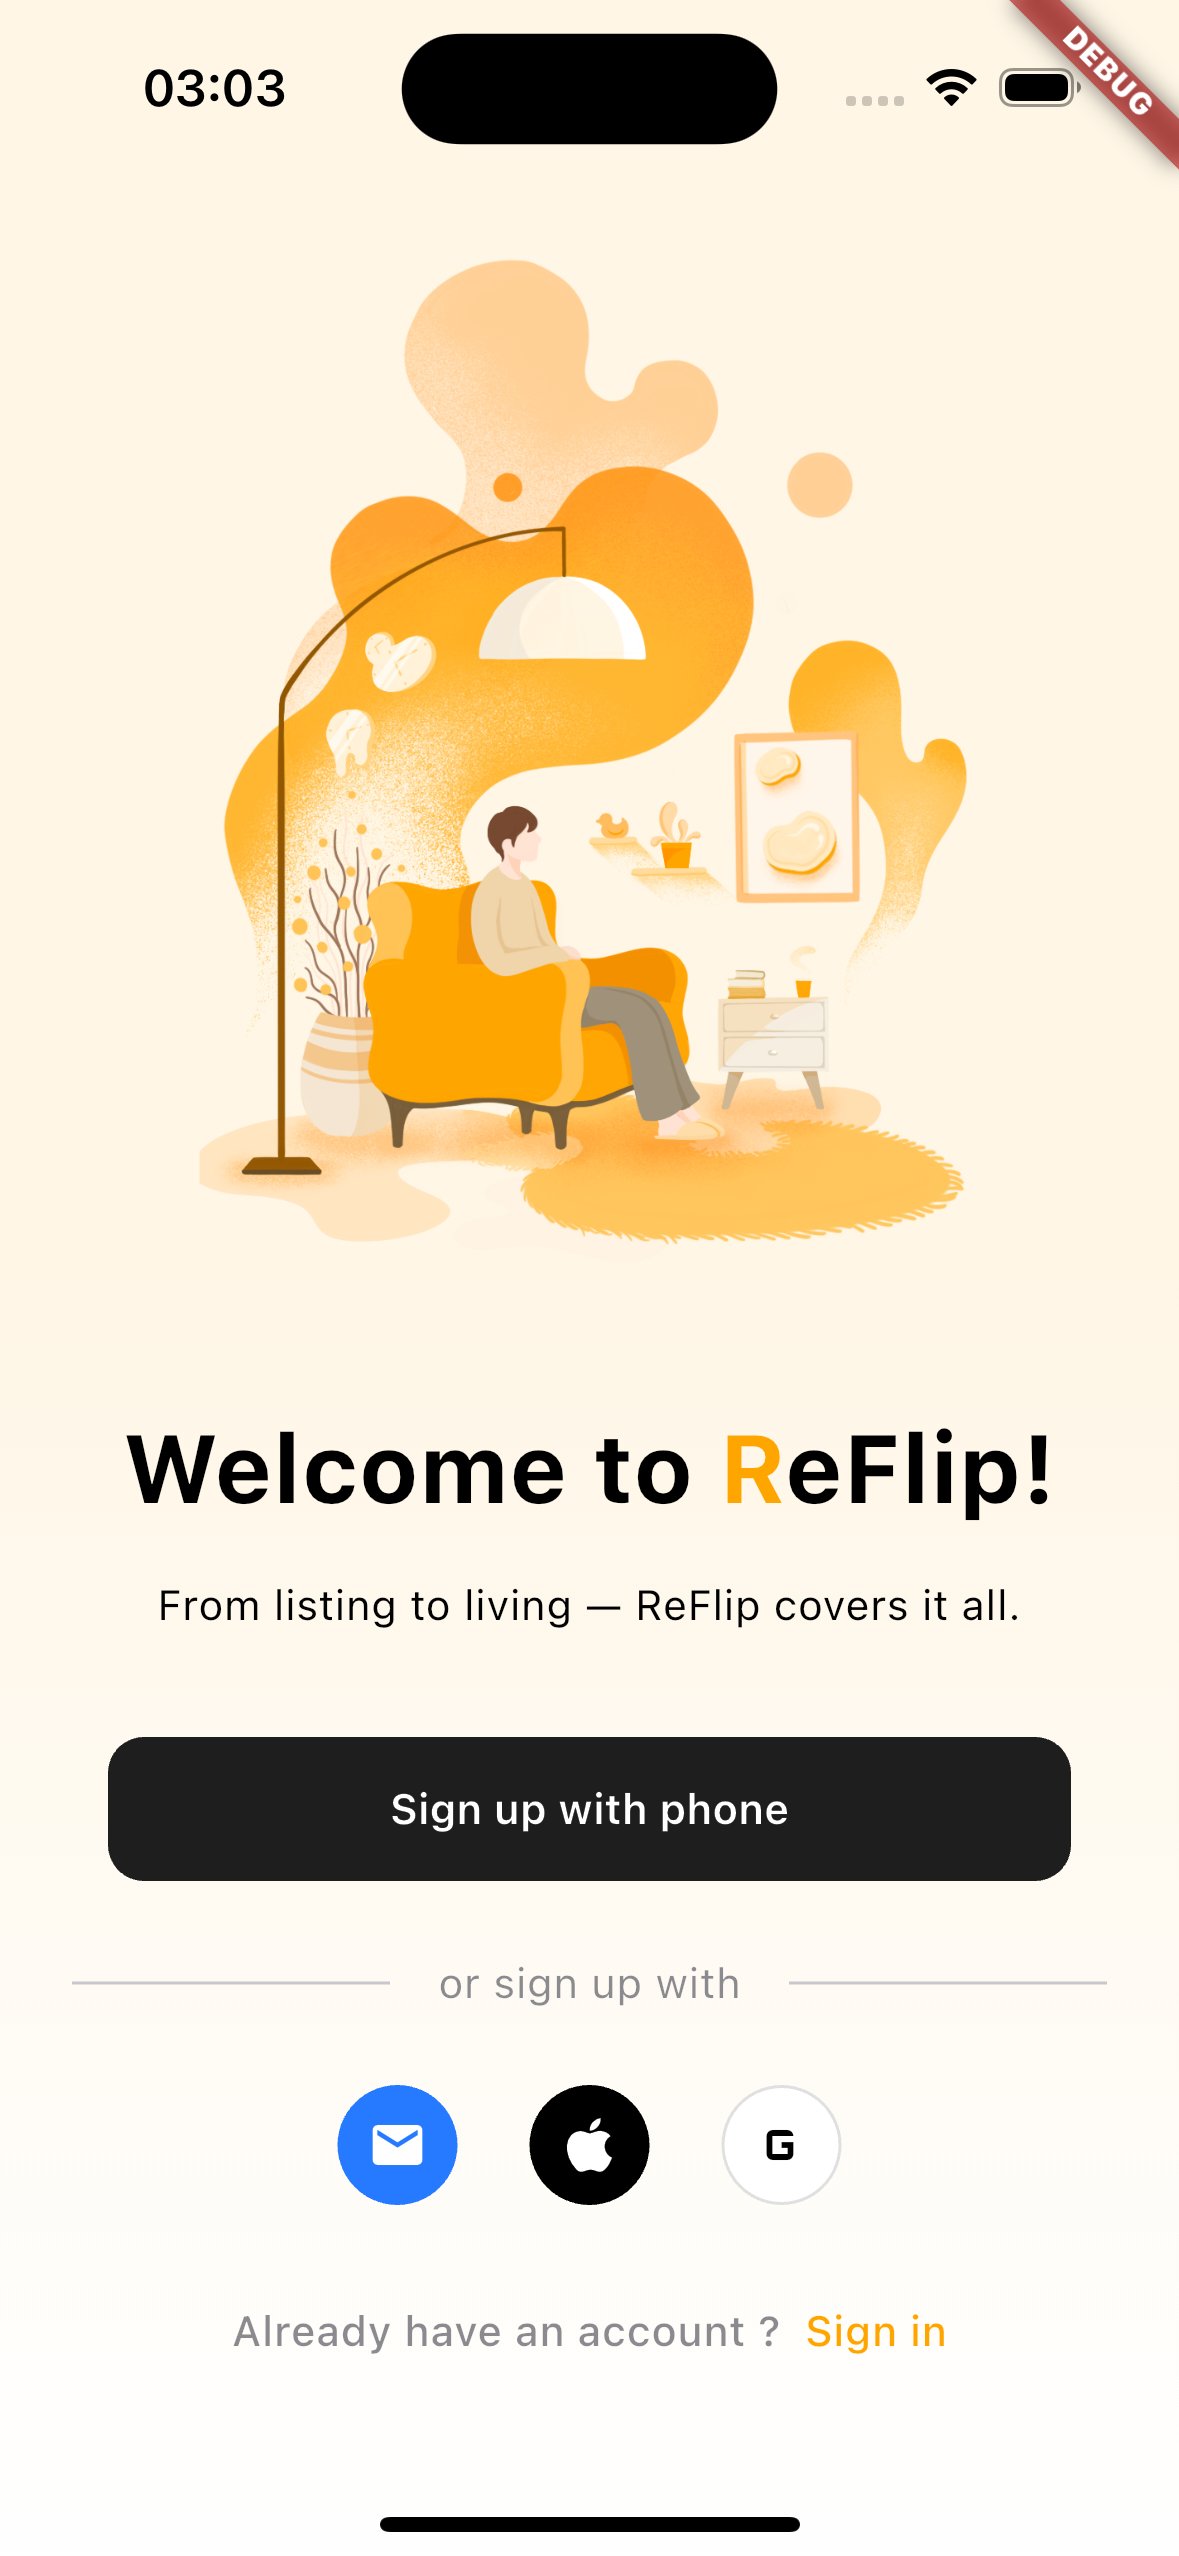 03:03
DEBUG
Welcome to ReFlip!
From listing to living — ReFlip covers it all.
Sign up with phone
or sign up with
G
Already have an account ? Sign in